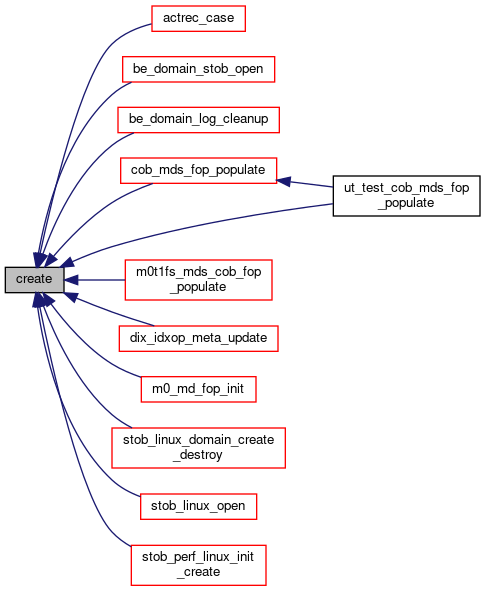 actrec_case
be_domain_stob_open
be_domain_log_cleanup
cob_mds_fop_populate
ut_test_cob_mds_fop
_populate
create
m0t1fs_mds_cob_fop
_populate
dix_idxop_meta_update
m0_md_fop_init
stob_linux_domain_create
_destroy
stob_linux_open
stob_perf_linux_init
_create